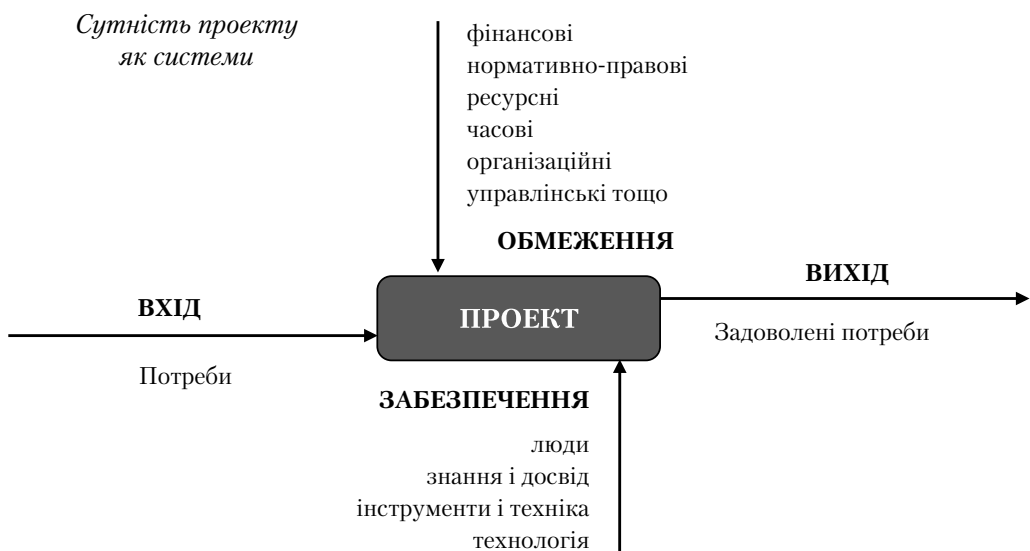 Сутність проекту
як системи
фінансові
нормативно-правові
ресурсні
часові
організаційні
управлінські тощо
ОБМЕЖЕННЯ
ВХІД
ПРОЕКТ
ВИХІД
Потреби
Задоволені потреби
ЗАБЕЗПЕЧЕННЯ
люди
знання і досвід
інструменти і техніка
технологія